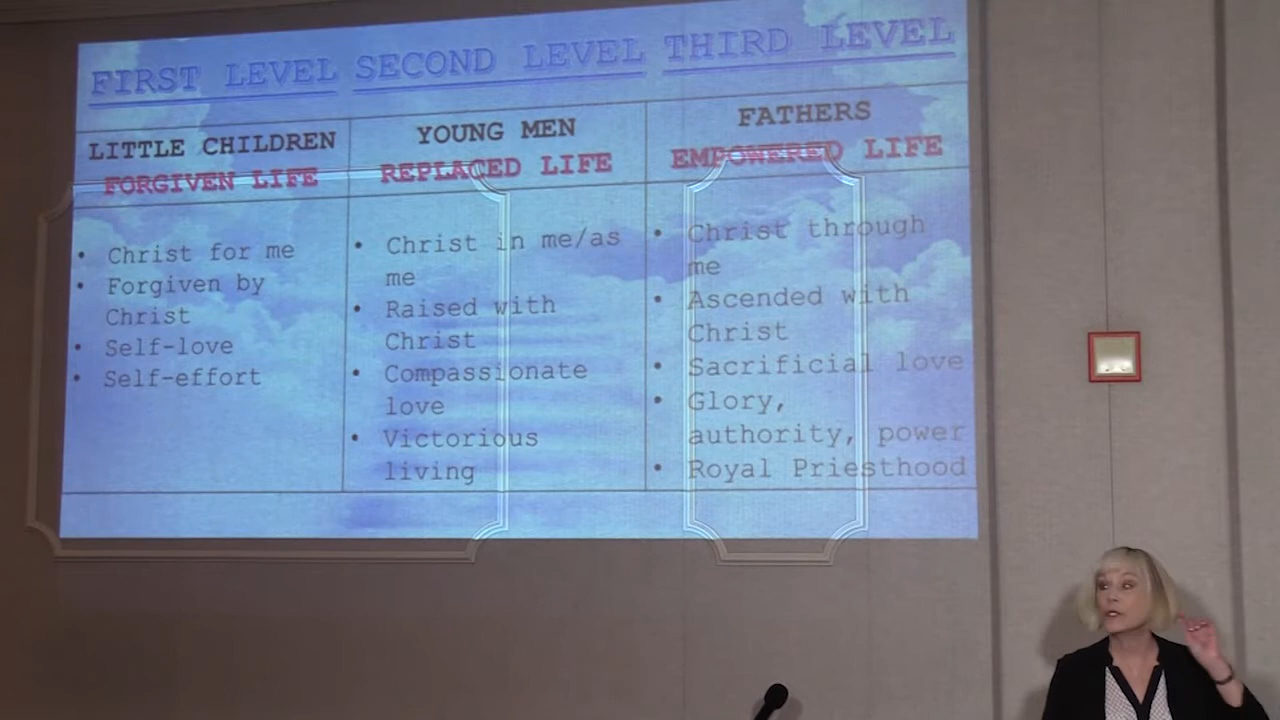 FIRST LEVEL
LITTLE CHILDREN
FORGIVEN LIFE
• Christ for me
• Forgiven by
Christ
• Self-love
• Self-effort
SECOND LEVEL
YOUNG MEN
REPLACED LIFE
• Christ in me/as
me
• Raised with
Christ
• Compassionate
love
• Victorious
living
THIRD LEVEL
FATHERS
EMPOWERED LIFE
• Christ through
me
• Ascended with
Christ
• Sacrificial love
• Glory,
authority, power
• Royal Priesthood